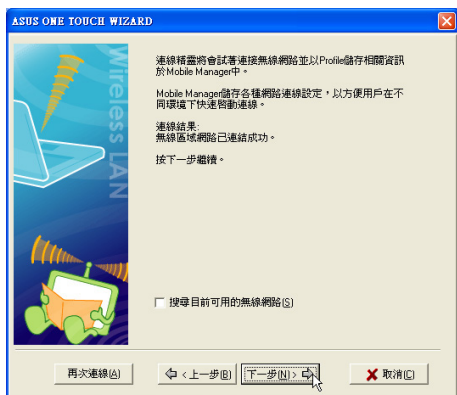 ASUS ONE TOUCH WIZARD
Wireless LAN
連線精靈將會試著連接無線網路並以Profile儲存相關資訊
於Mobile Manager中。
Mobile Manager儲存各種網路連線設定，以方便用戶在不
同環境下快速啓動連線。
連線結果:
無線區域網路已連結成功。
按下一步繼續。
搜尋目前可用的無線網路(S)
再次連線(A)
<上一步(B)
下一步(N)>
取消(C)